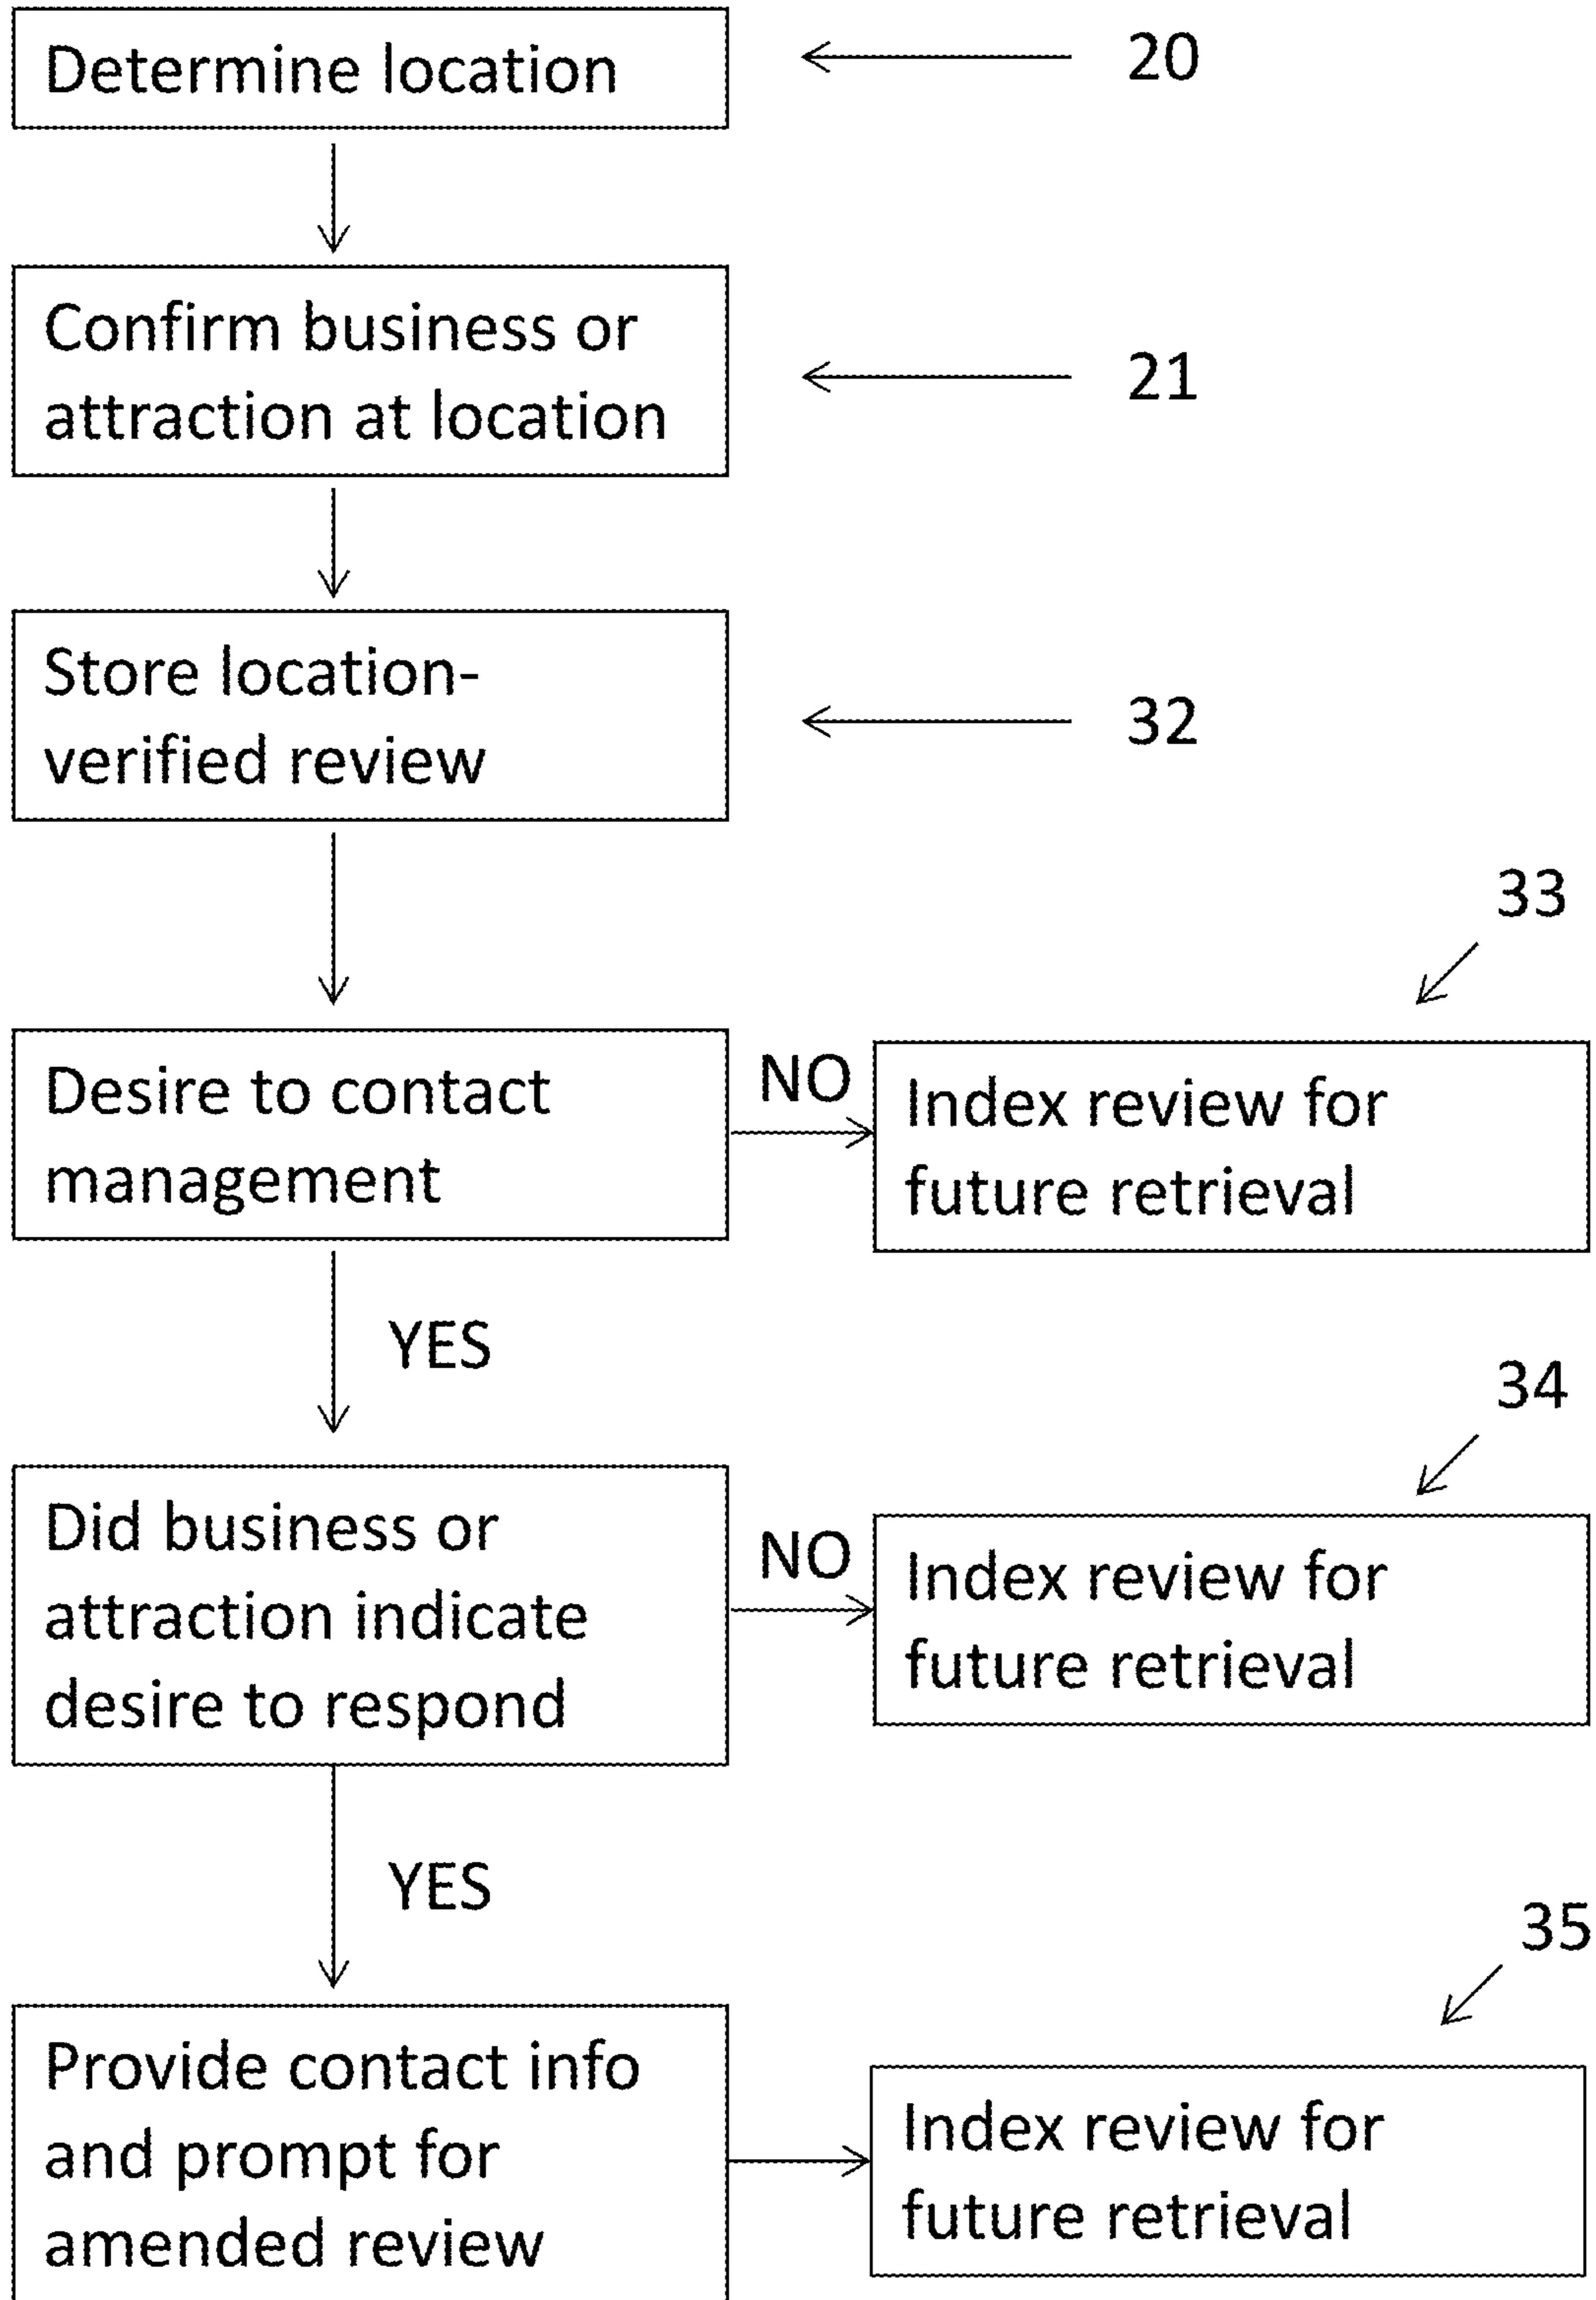 Determine location
20
Confirm business or
attraction at location
21
Store location-
verified review
32
33
Desire to contact
management
NO
Index review for
future retrieval
YES
34
Did business or
attraction indicate
desire to respond
NO
Index review for
future retrieval
YES
35
Provide contact info
and prompt for
amended review
Index review for
future retrieval